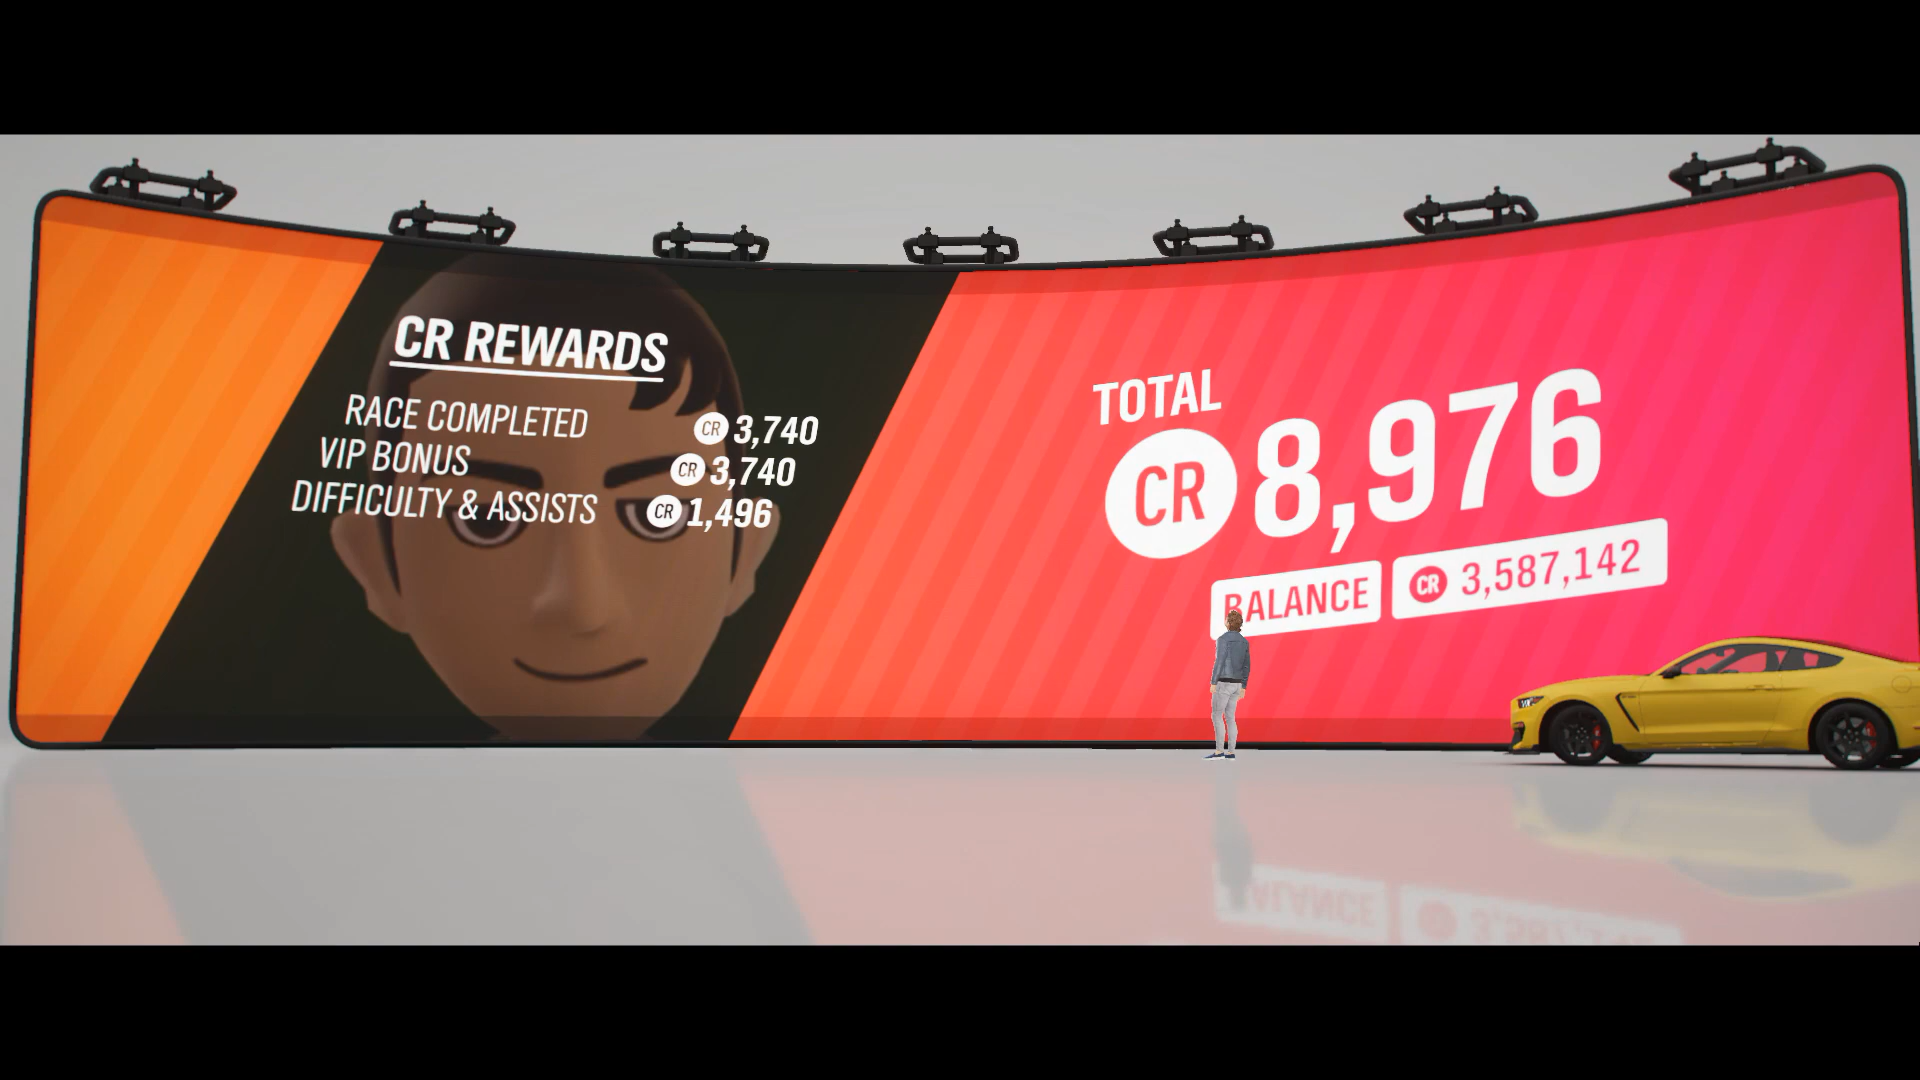 CR REWARDS
RACE COMPLETED CR 3,740
VIP BONUS CR 3,740
DIFFICULTY & ASSISTS CR 1,496
TOTAL
CR 8,976
BALANCE CR 3,587,142